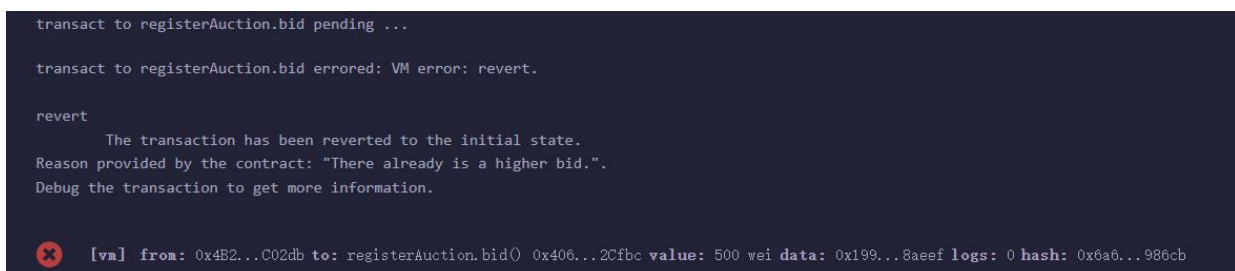 transact to registerAuction.bid pending ...
transact to registerAuction.bid errored: VM error: revert.
revert
The transaction has been reverted to the initial state.
Reason provided by the contract: "There already is a higher bid.".
Debug the transaction to get more information.
[vm] from: 0x4B2...C02db to: registerAuction.bid() 0x406...2Cfbc value: 500 wei data: 0x199...8aeef logs: 0 hash: 0x6a6...986cb